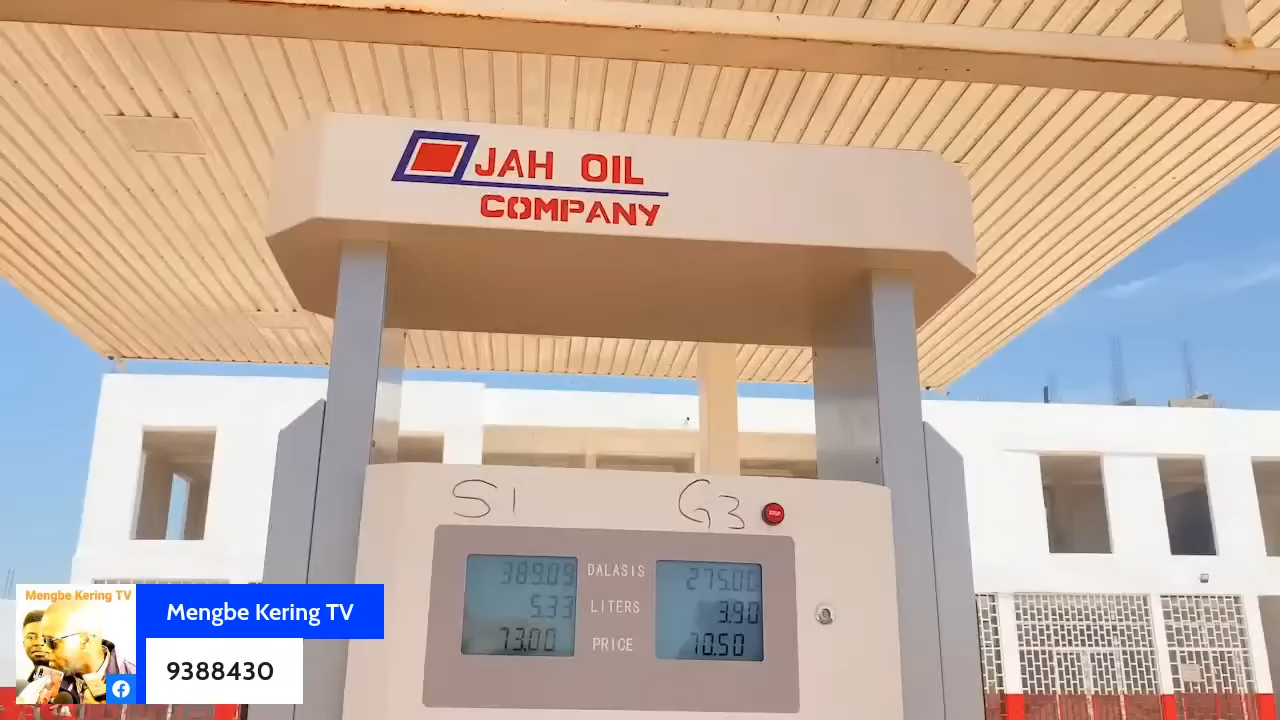 JAH OIL
COMPANY
S1
G3
STOP
389.09 DALASIS 275.00
5.33 LITERS 3.90
73.00 PRICE 70.50
Mengbe Kering TV
Mengbe Kering TV
9388430